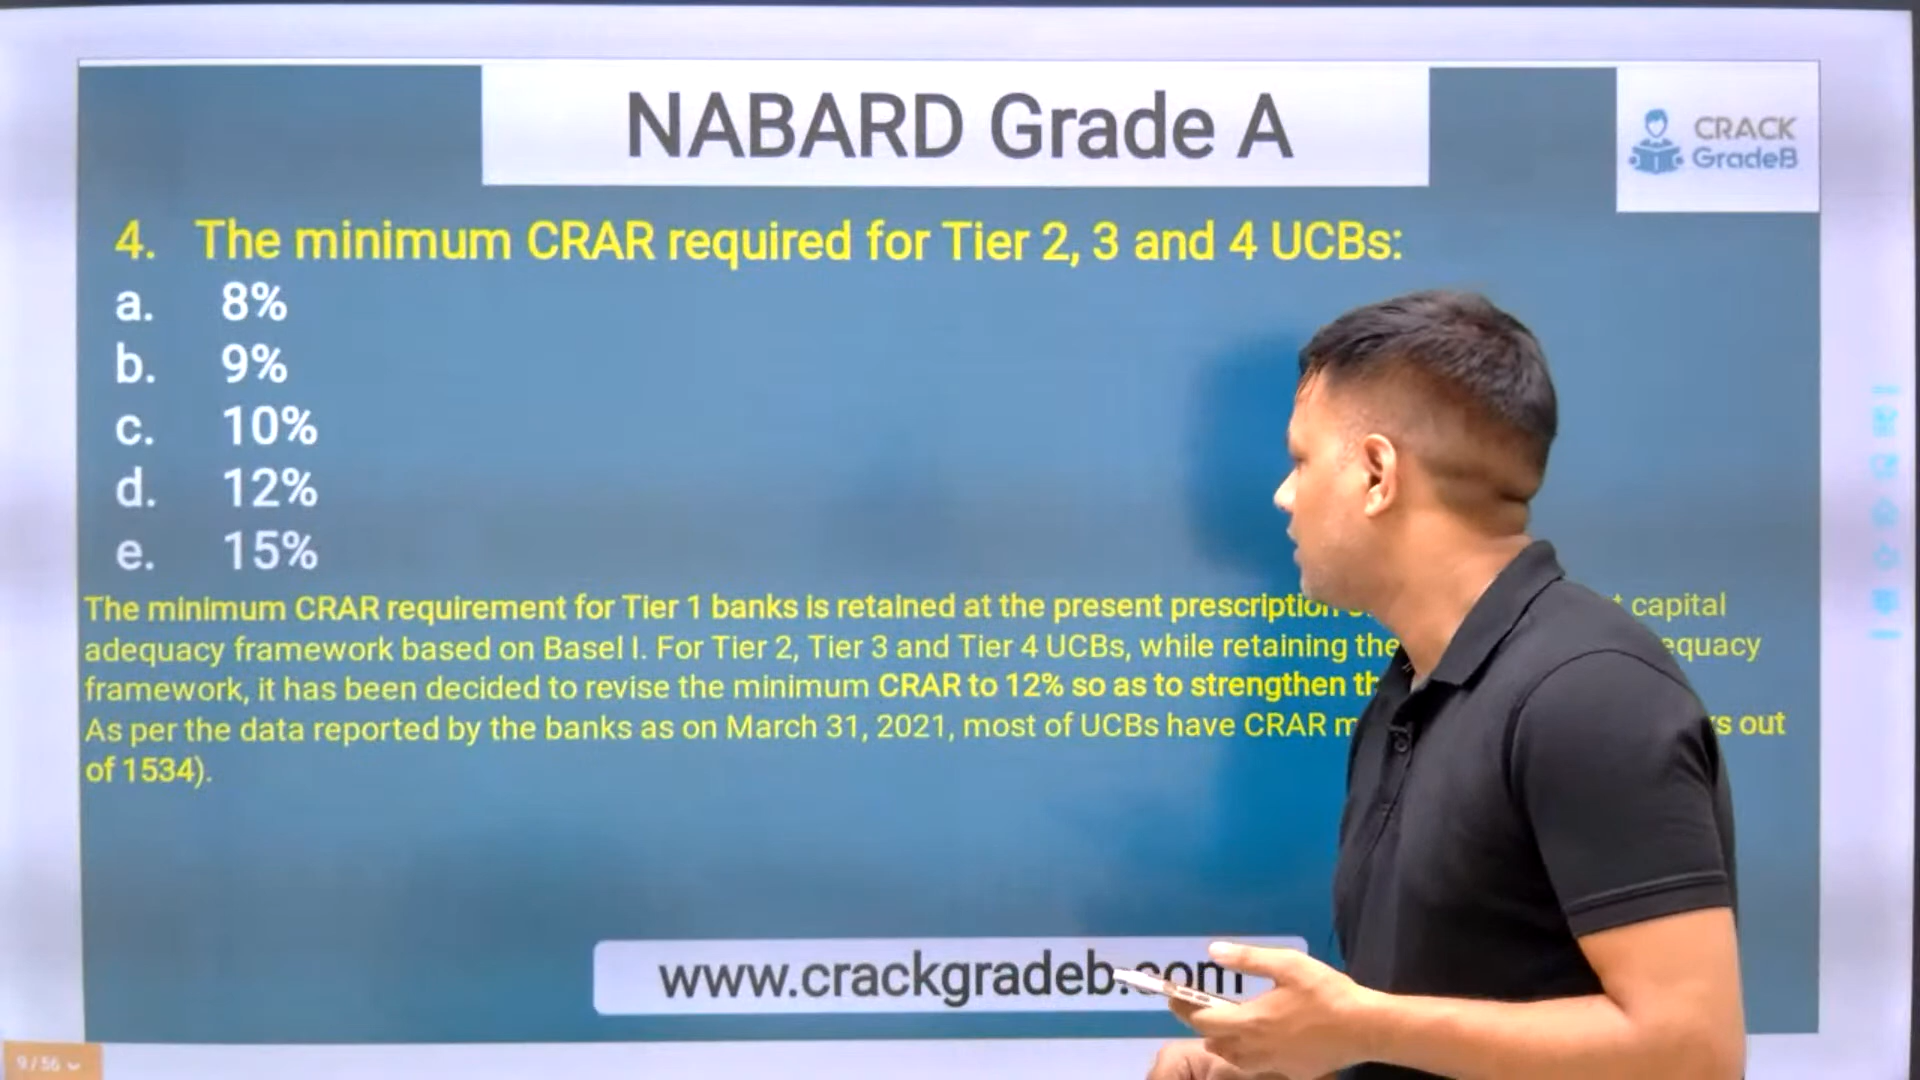 NABARD Grade A
CRACK
GradeB
4. The minimum CRAR required for Tier 2, 3 and 4 UCBs:
a. 8%
b. 9%
c. 10%
d. 12%
e. 15%
The minimum CRAR requirement for Tier 1 banks is retained at the present prescription capital
adequacy framework based on Basel I. For Tier 2, Tier 3 and Tier 4 UCBs, while retaining the
framework, it has been decided to revise the minimum CRAR to 12% so as to strengthen
As per the data reported by the banks as on March 31, 2021, most of UCBs have CRAR out
of 1534).
www.crackgradeb.com
9 / 56